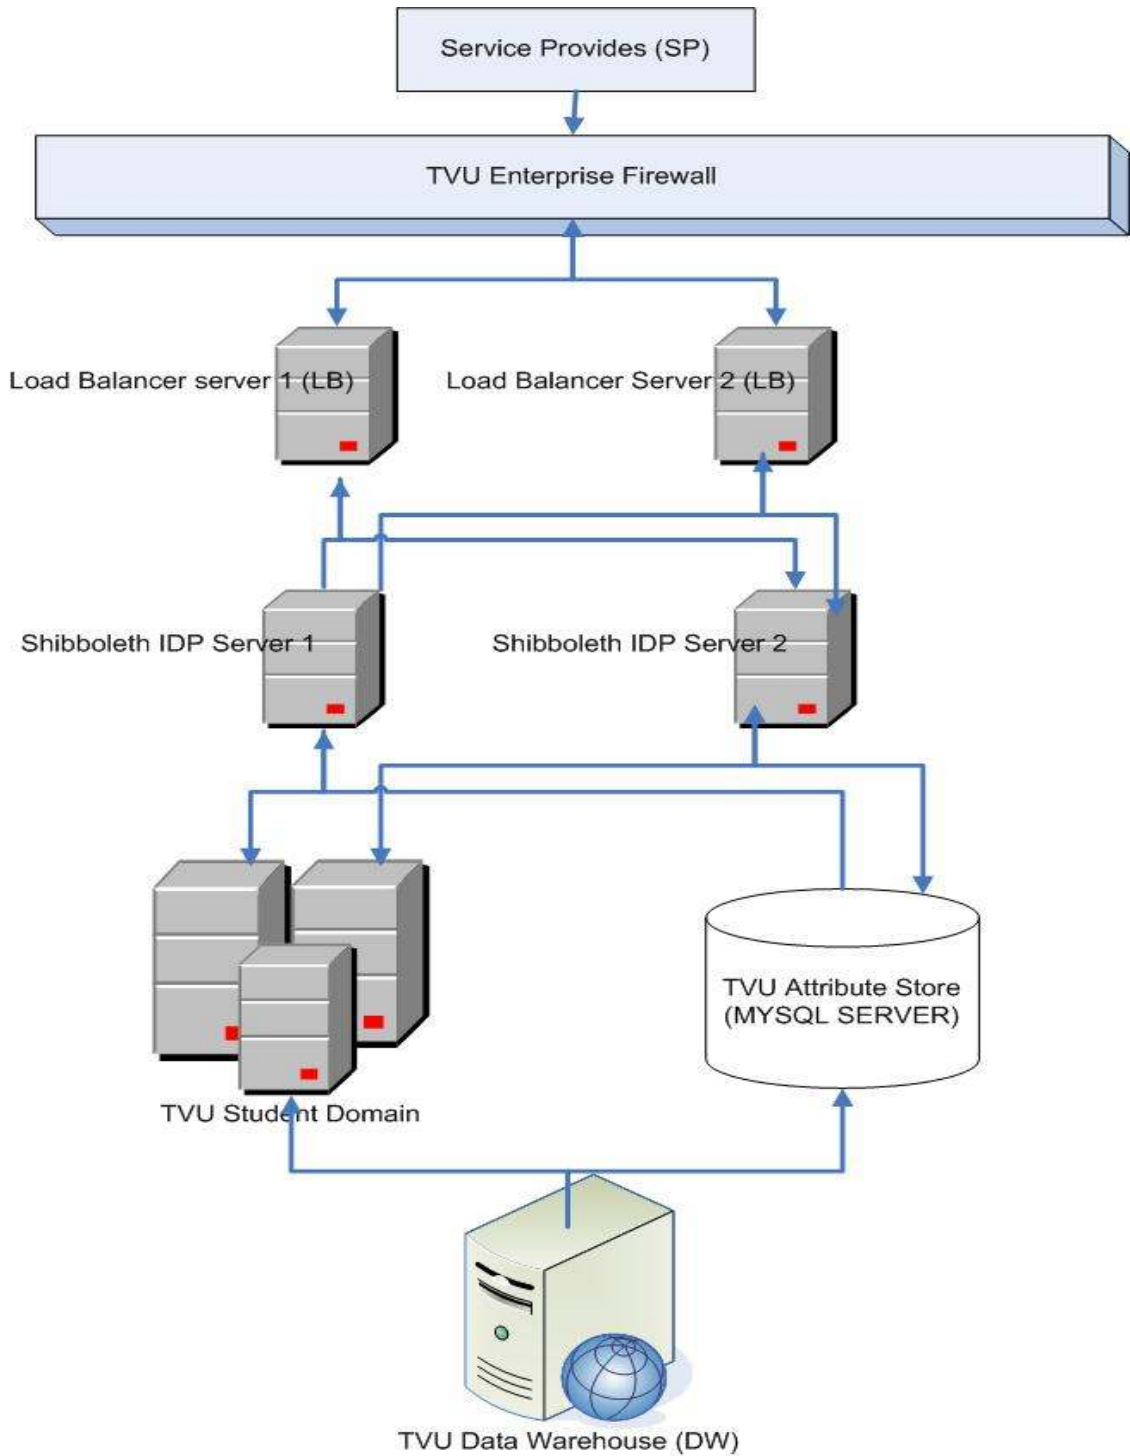 Service Provides (SP)
TVU Enterprise Firewall
Load Balancer server 1 (LB)
Load Balancer Server 2 (LB)
Shibboleth IDP Server 1
Shibboleth IDP Server 2
TVU Attribute Store
(MYSQL SERVER)
TVU Student Domain
TVU Data Warehouse (DW)